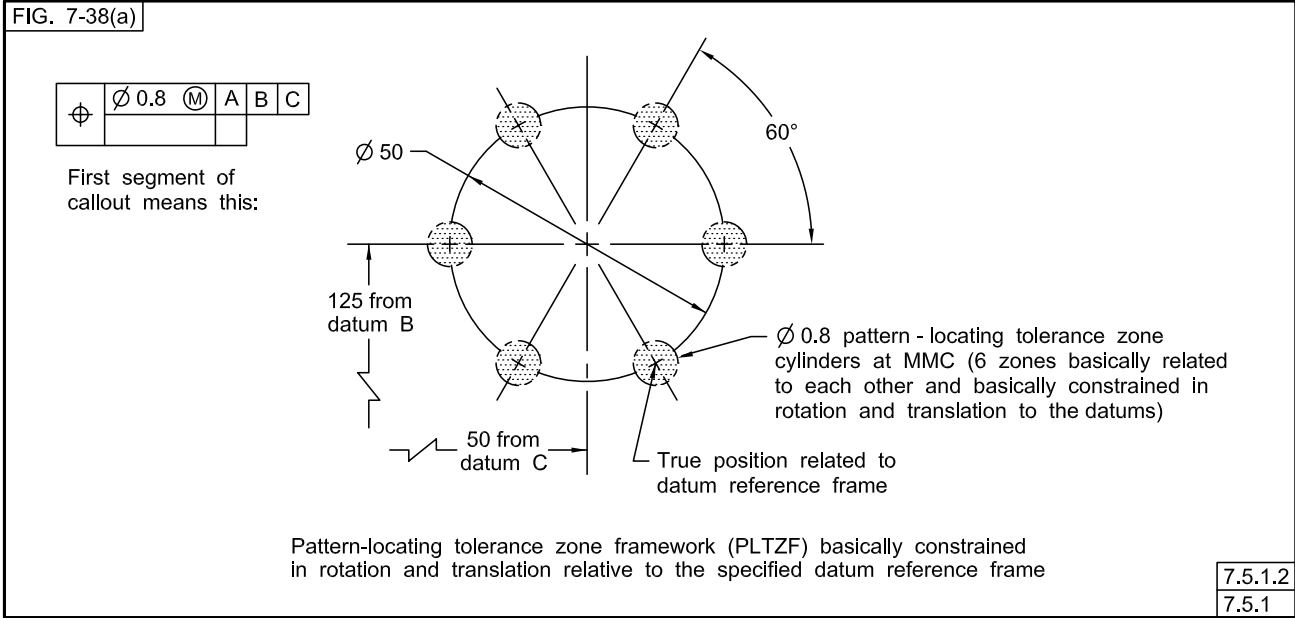 FIG. 7-38(a)
⌖ Ø 0.8 Ⓜ A B C
First segment of
callout means this:
Ø 50
60°
125 from
datum B
50 from
datum C
Ø 0.8 pattern - locating tolerance zone
cylinders at MMC (6 zones basically related
to each other and basically constrained in
rotation and translation to the datums)
True position related to
datum reference frame
Pattern-locating tolerance zone framework (PLTZF) basically constrained
in rotation and translation relative to the specified datum reference frame
7.5.1.2
7.5.1